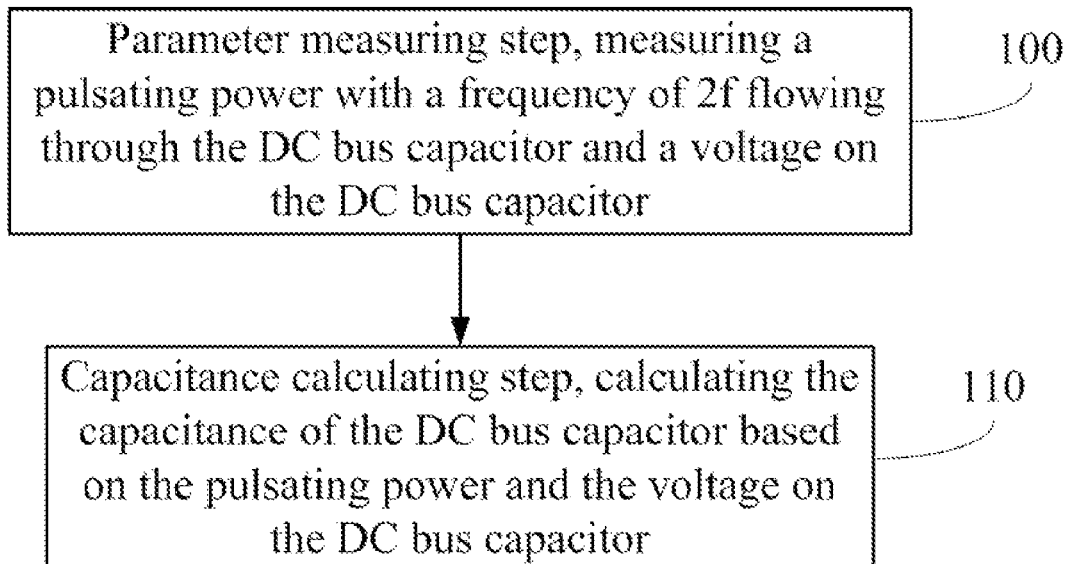 Parameter measuring step, measuring a
pulsating power with a frequency of 2f flowing
through the DC bus capacitor and a voltage on
the DC bus capacitor
100
Capacitance calculating step, calculating the
capacitance of the DC bus capacitor based
on the pulsating power and the voltage on
the DC bus capacitor
110